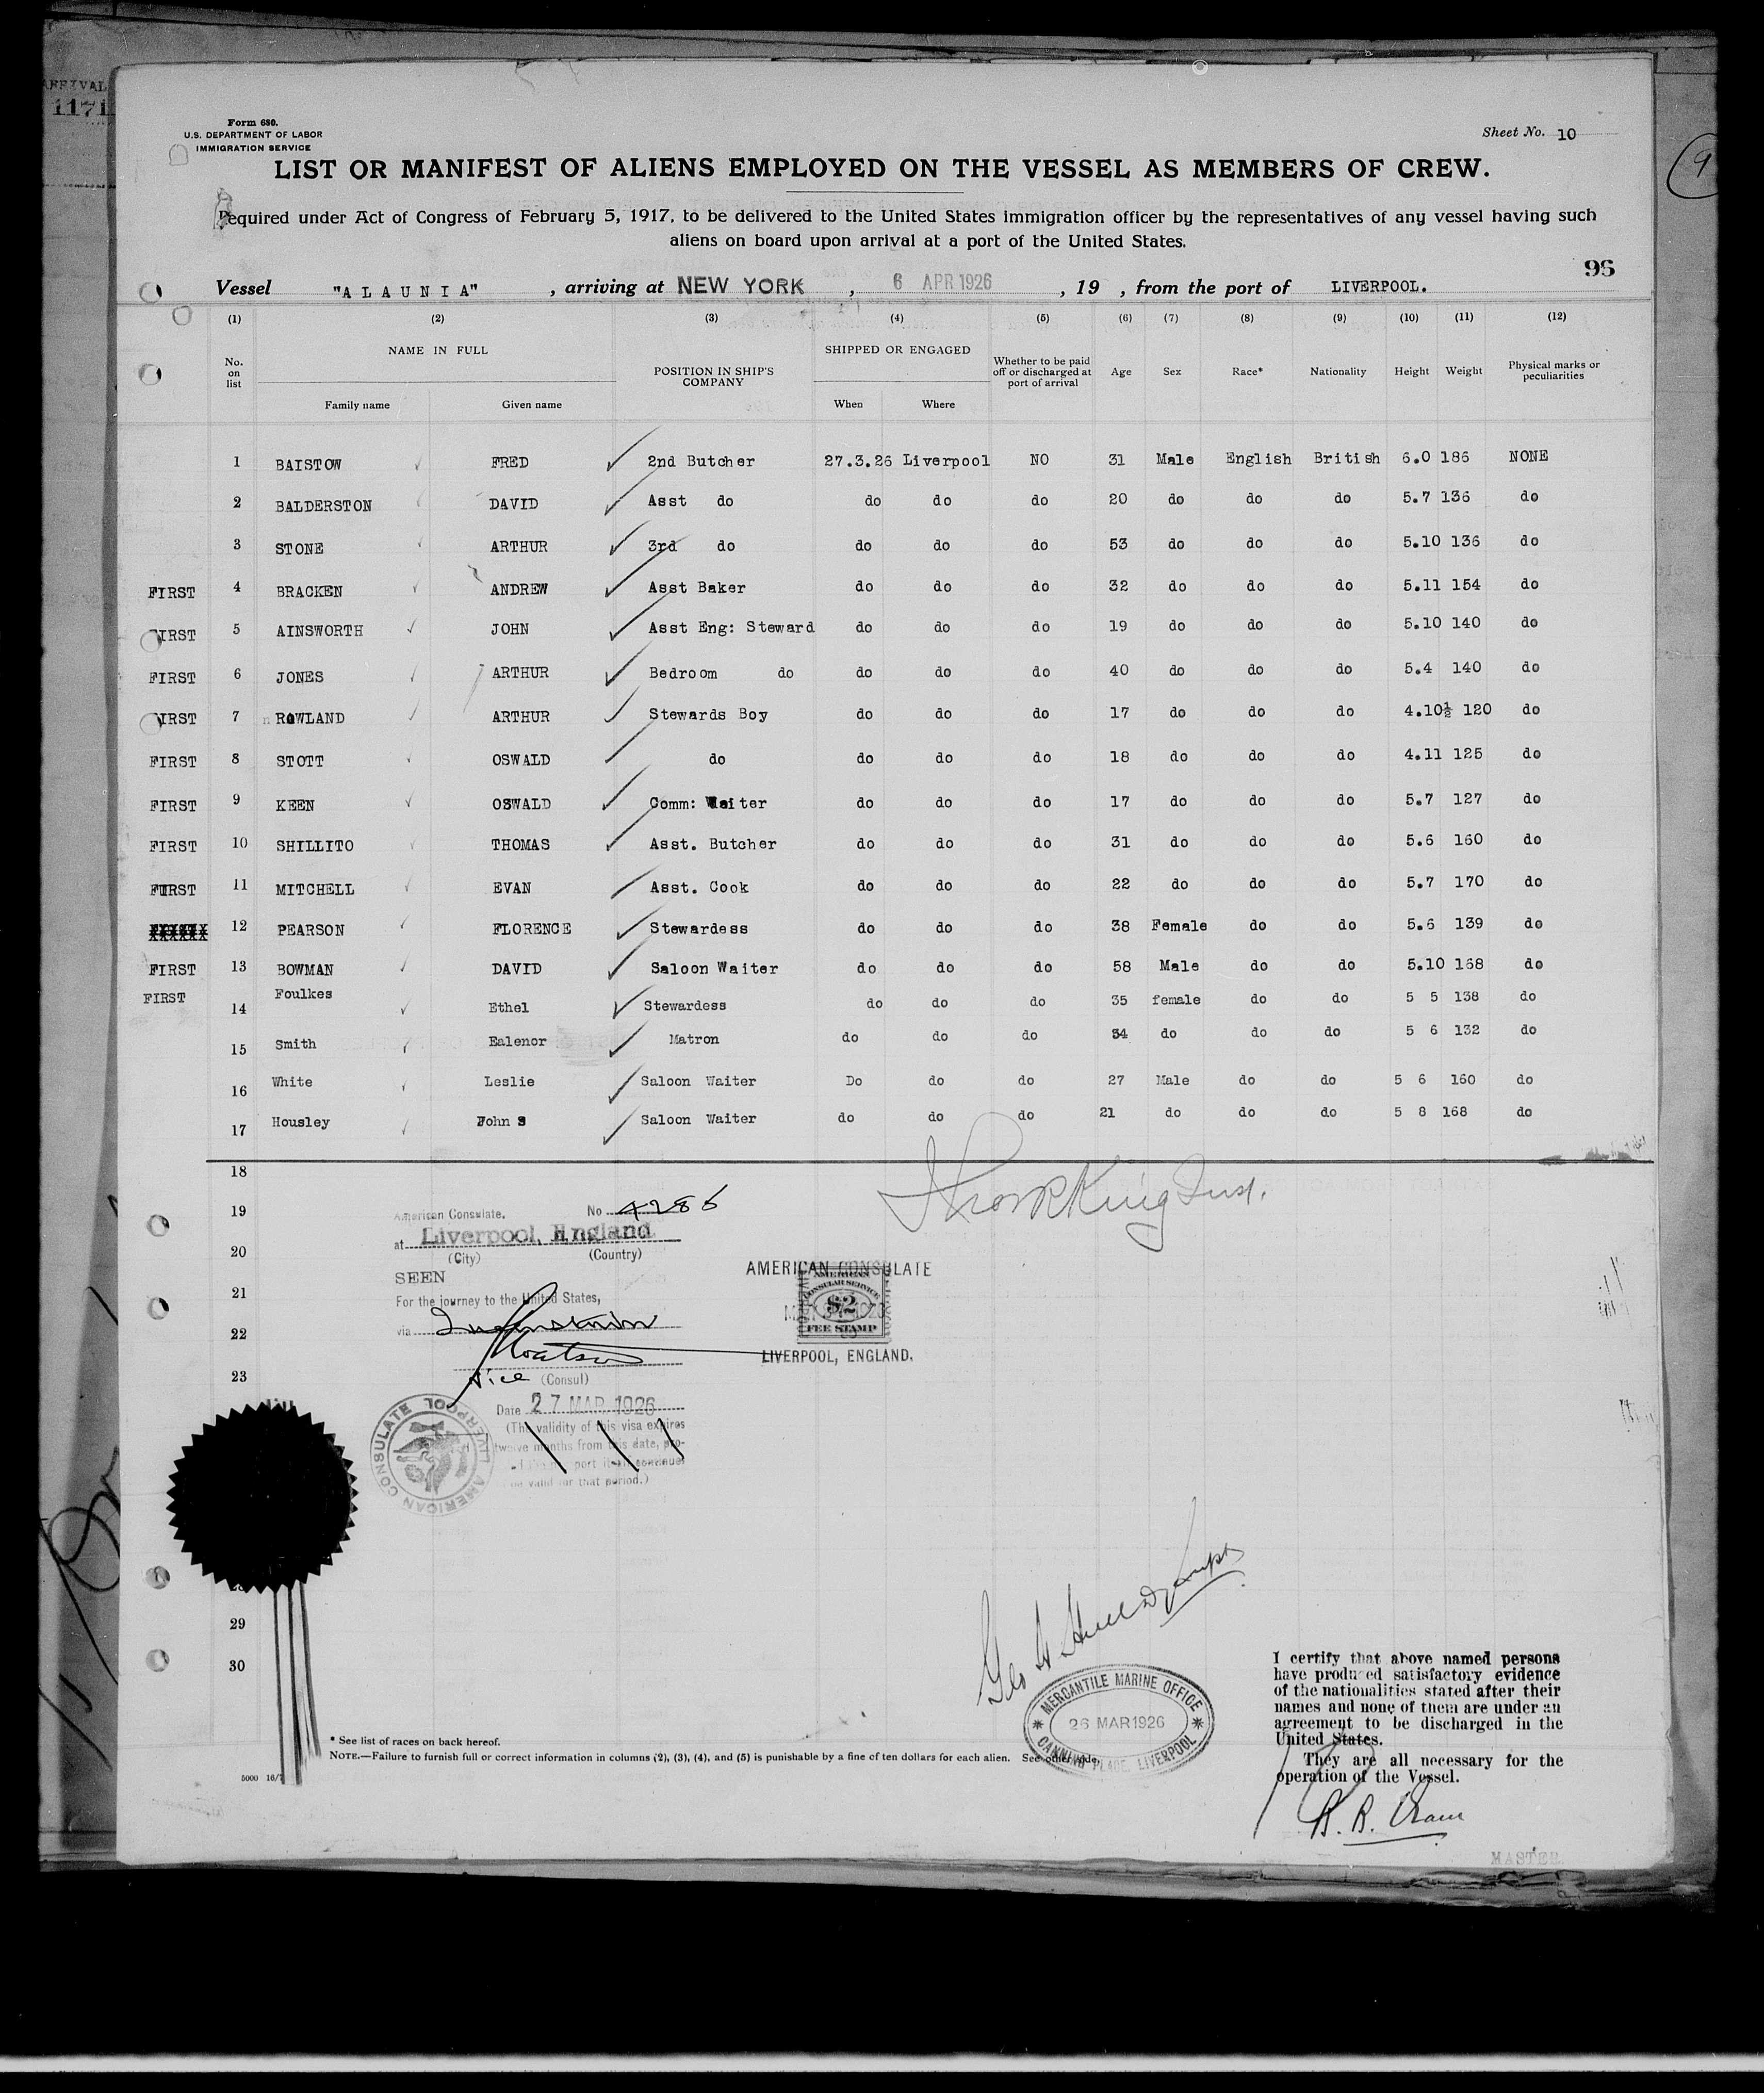 ARRIVAL
1171
Form 680.
U.S. DEPARTMENT OF LABOR
IMMIGRATION SERVICE
Sheet No. 10
LIST OR MANIFEST OF ALIENS EMPLOYED ON THE VESSEL AS MEMBERS OF CREW.
Required under Act of Congress of February 5, 1917, to be delivered to the United States immigration officer by the representatives of any vessel having such
aliens on board upon arrival at a port of the United States.
96
Vessel "ALAUNIA", arriving at NEW YORK, 6 APR 1926, 19 , from the port of LIVERPOOL.
(1) (2) (3) (4) (5) (6) (7) (8) (9) (10) (11) (12)
No. on list NAME IN FULL POSITION IN SHIP'S COMPANY SHIPPED OR ENGAGED Whether to be paid off or discharged at port of arrival Age Sex Race* Nationality Height Weight Physical marks or peculiarities
Family name Given name When Where
1 BAISTOW FRED 2nd Butcher 27.3.26 Liverpool NO 31 Male English British 6.0 186 NONE
2 BALDERSTON DAVID Asst do do do do 20 do do do 5.7 136 do
3 STONE ARTHUR 3rd do do do do 53 do do do 5.10 136 do
FIRST 4 BRACKEN ANDREW Asst Baker do do do 32 do do do 5.11 154 do
FIRST 5 AINSWORTH JOHN Asst Eng: Steward do do do 19 do do do 5.10 140 do
FIRST 6 JONES ARTHUR Bedroom do do do do 40 do do do 5.4 140 do
FIRST 7 ROWLAND ARTHUR Stewards Boy do do do 17 do do do 4.10½ 120 do
FIRST 8 STOTT OSWALD do do do do 18 do do do 4.11 125 do
FIRST 9 KEEN OSWALD Comm: Waiter do do do 17 do do do 5.7 127 do
FIRST 10 SHILLITO THOMAS Asst. Butcher do do do 31 do do do 5.6 160 do
FIRST 11 MITCHELL EVAN Asst. Cook do do do 22 do do do 5.7 170 do
12 PEARSON FLORENCE Stewardess do do do 38 Female do do 5.6 139 do
FIRST 13 BOWMAN DAVID Saloon Waiter do do do 58 Male do do 5.10 168 do
FIRST 14 Foulkes Ethel Stewardess do do do 35 female do do 5 5 138 do
15 Smith Ealenor Matron do do do 34 do do do 5 6 132 do
16 White Leslie Saloon Waiter Do do do 27 Male do do 5 6 160 do
17 Housley John S Saloon Waiter do do do 21 do do do 5 8 168 do
18
19
20
21
22
23
29
30
American Consulate. No 4286
at Liverpool, England
(City) (Country)
SEEN
For the journey to the United States,
via
Vice (Consul)
Date 27 MAR 1926
(The validity of this visa expires
twelve months from this date, pro-
port continues
be valid for that period.)
AMERICAN CONSULATE LIVERPOOL
AMERICAN CONSULATE
AMERICAN
CONSULAR SERVICE
$2
FEE STAMP
LIVERPOOL, ENGLAND.
MERCANTILE MARINE OFFICE
26 MAR 1926
CANNING PLACE LIVERPOOL
I certify that above named persons
have produced satisfactory evidence
of the nationalities stated after their
names and none of them are under an
agreement to be discharged in the
United States.
They are all necessary for the
operation of the Vessel.
MASTER
* See list of races on back hereof.
NOTE.—Failure to furnish full or correct information in columns (2), (3), (4), and (5) is punishable by a fine of ten dollars for each alien. See other side.